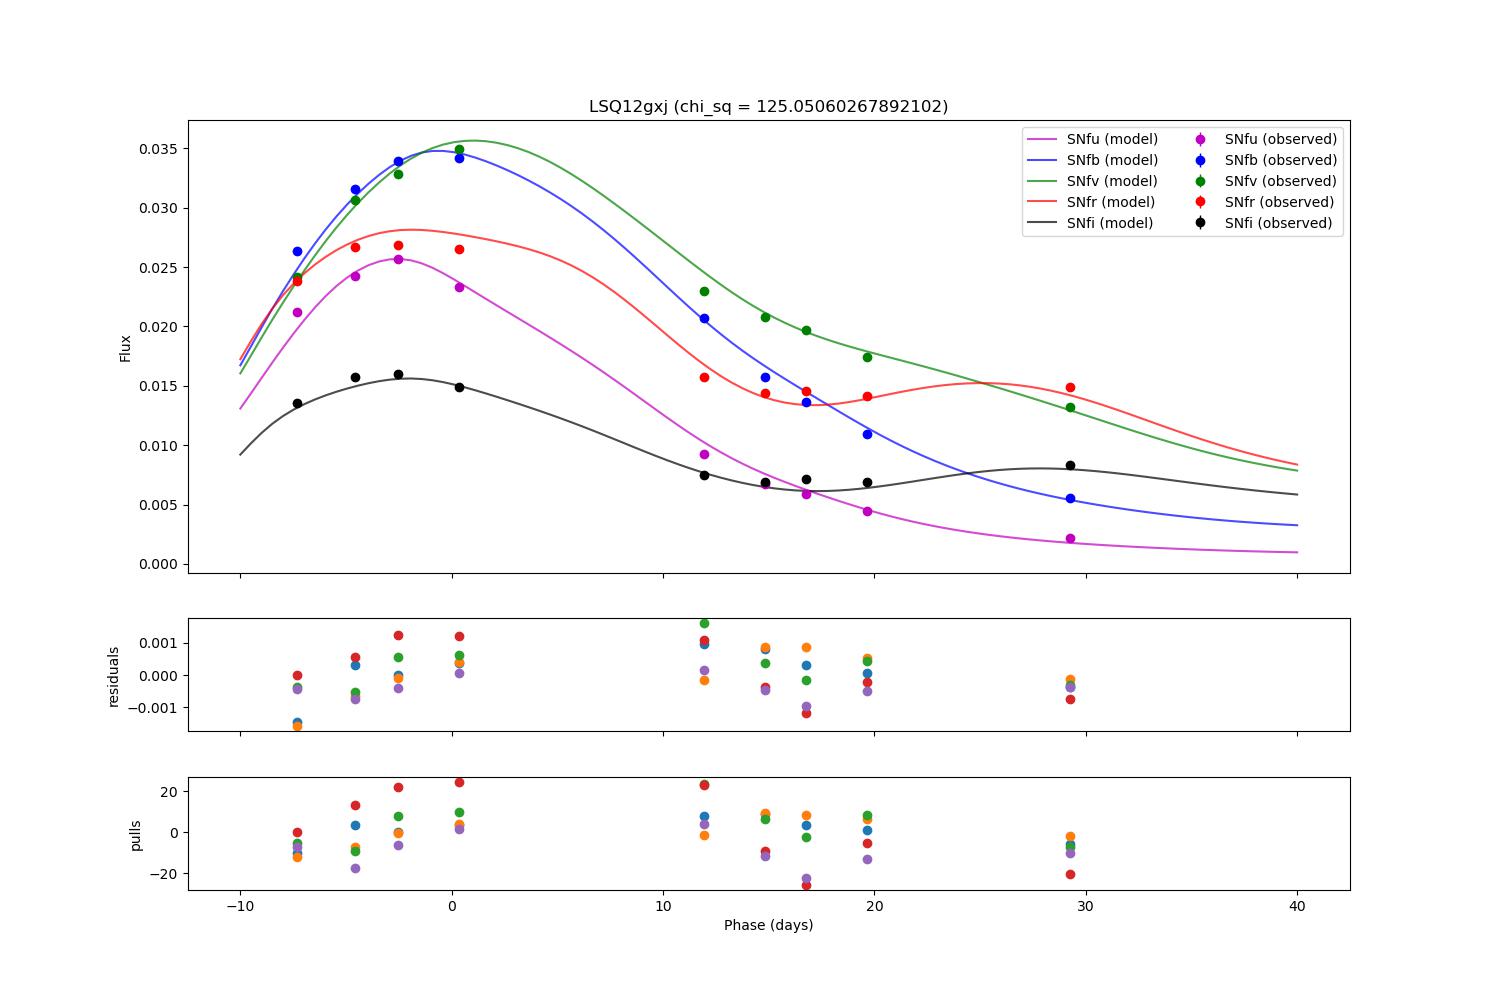 LSQ12gxj (chi_sq = 125.05060267892102)
SNfu (model) SNfu (observed)
SNfb (model) SNfb (observed)
SNfv (model) SNfv (observed)
SNfr (model) SNfr (observed)
SNfi (model) SNfi (observed)
Flux
0.035
0.030
0.025
0.020
0.015
0.010
0.005
0.000
residuals
0.001
0.000
−0.001
pulls
20
0
−20
−10 0 10 20 30 40
Phase (days)